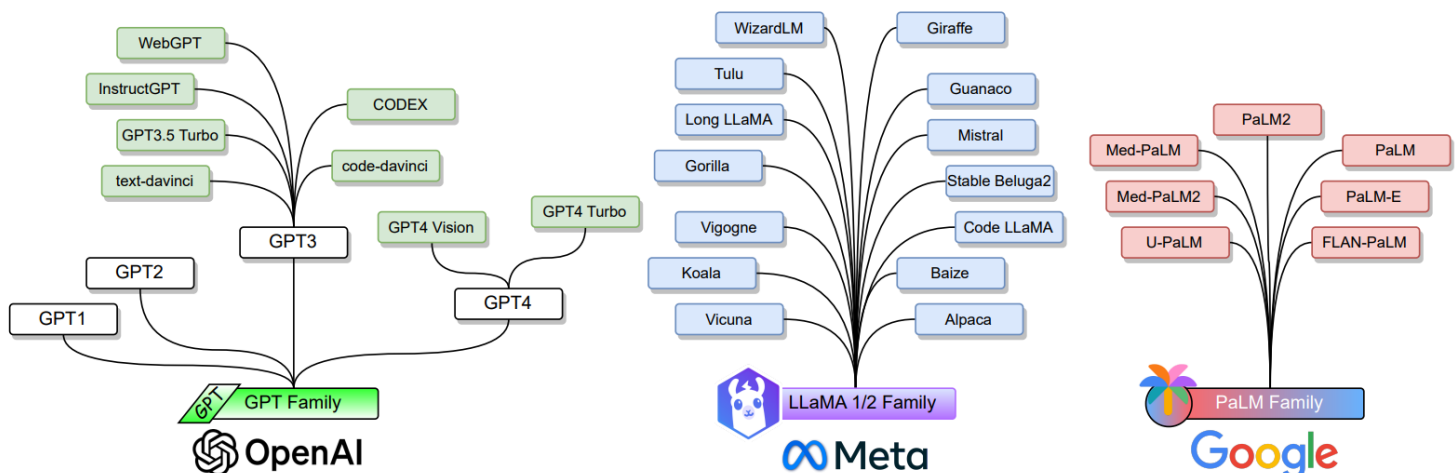 WebGPT
InstructGPT
CODEX
GPT3.5 Turbo
code-davinci
text-davinci
GPT4 Turbo
GPT4 Vision
GPT3
GPT2
GPT4
GPT1
GPT
GPT Family
OpenAI
WizardLM
Giraffe
Tulu
Guanaco
Long LLaMA
Mistral
Gorilla
Stable Beluga2
Vigogne
Code LLaMA
Koala
Baize
Vicuna
Alpaca
LLaMA 1/2 Family
Meta
PaLM2
Med-PaLM
PaLM
Med-PaLM2
PaLM-E
U-PaLM
FLAN-PaLM
PaLM Family
Google